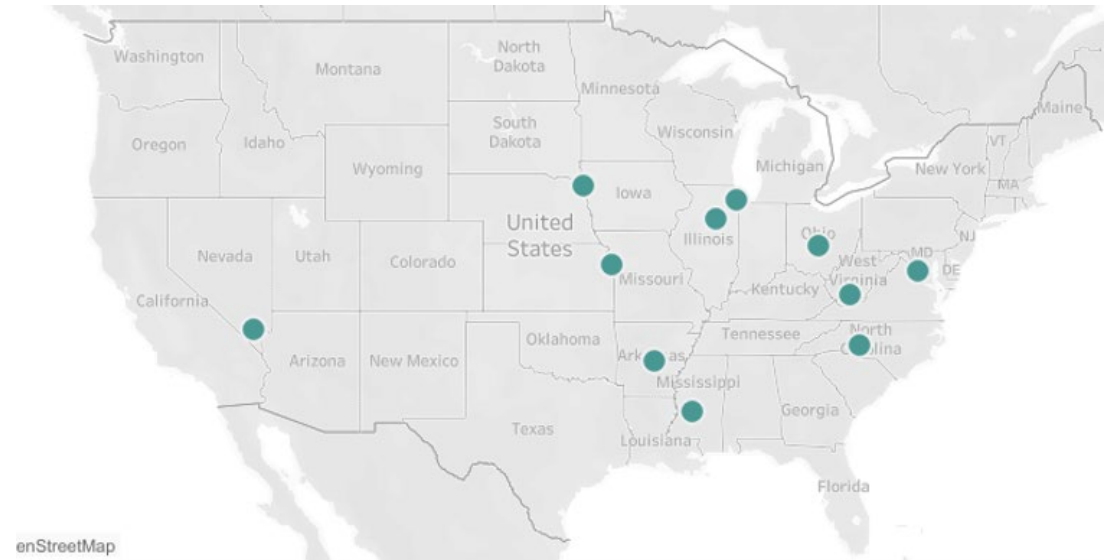 Washington
Montana
North
Dakota
Minnesota
Maine
Oregon
Idaho
South
Dakota
Wisconsin
VT
Wyoming
Michigan
New York
MA
Iowa
United
States
Illinois
Ohio
NJ
Nevada
Utah
Colorado
Missouri
West
Virginia
MD
DE
California
Kentucky
Arizona
New Mexico
Oklahoma
Arkansas
Tennessee
North
Carolina
Mississippi
Texas
Louisiana
Georgia
Florida
enStreetMap